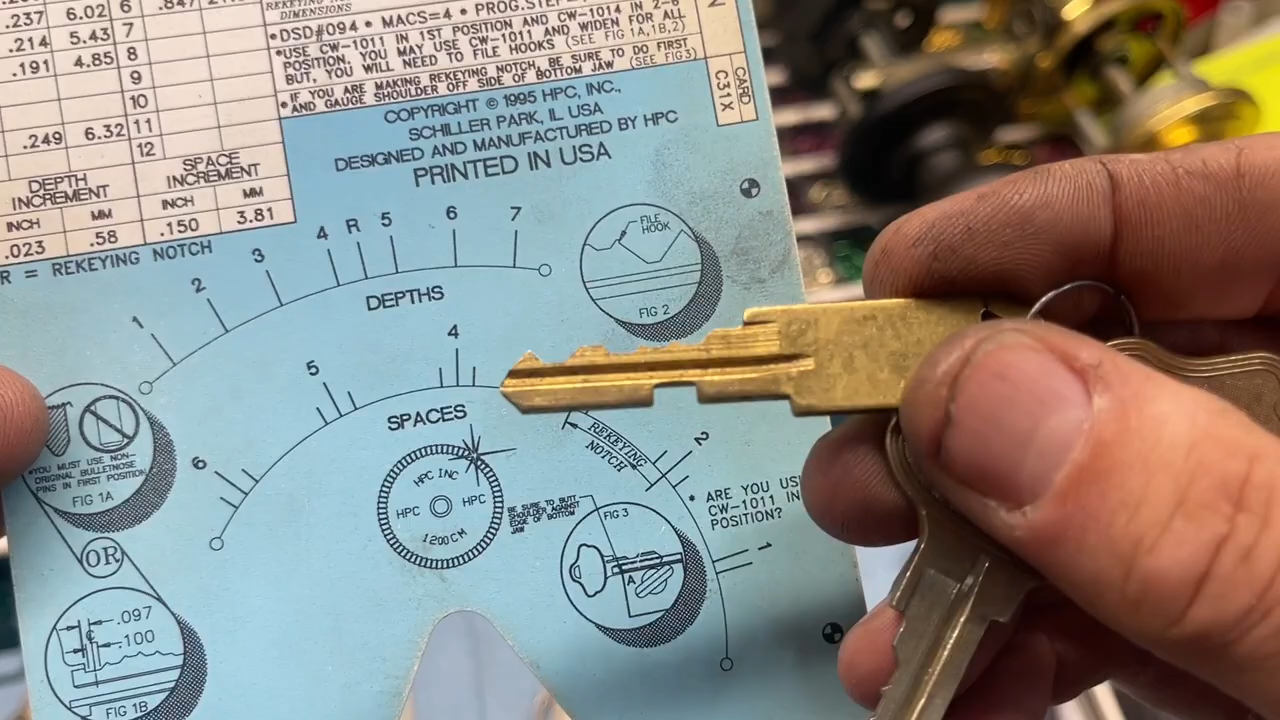 .237 6.02 6 .847
.214 5.43 7
.191 4.85 8
9
10
.249 6.32 11
12
DEPTH INCREMENT
SPACE INCREMENT
INCH MM INCH MM
.023 .58 .150 3.81
R = REKEYING NOTCH
REKEYING
DIMENSIONS
•DSD#094 • MACS=4 • PROG.STEP
•USE CW-1011 IN 1ST POSITION AND CW-1014 IN 2-6
POSITION, YOU MAY USE CW-1011 AND WIDEN FOR ALL
BUT, YOU WILL NEED TO FILE HOOKS (SEE FIG 1A,1B,2)
•IF YOU ARE MAKING REKEYING NOTCH, BE SURE TO DO FIRST
AND GAUGE SHOULDER OFF SIDE OF BOTTOM JAW (SEE FIG3)
CARD
C31X
COPYRIGHT © 1995 HPC, INC.,
SCHILLER PARK, IL USA
DESIGNED AND MANUFACTURED BY HPC
PRINTED IN USA
1 2 3 4 R 5 6 7
DEPTHS
FILE
HOOK
FIG 2
6 5 4
SPACES
REKEYING
NOTCH
2
1
*YOU MUST USE NON-
ORIGINAL BULLETNOSE
PINS IN FIRST POSITION
FIG 1A
OR
.097
.100
FIG 1B
HPC INC
HPC HPC
1200CM
BE SURE TO BUTT
SHOULDER AGAINST
EDGE OF BOTTOM
JAW
FIG 3
A
* ARE YOU USI
CW-1011 IN
POSITION?